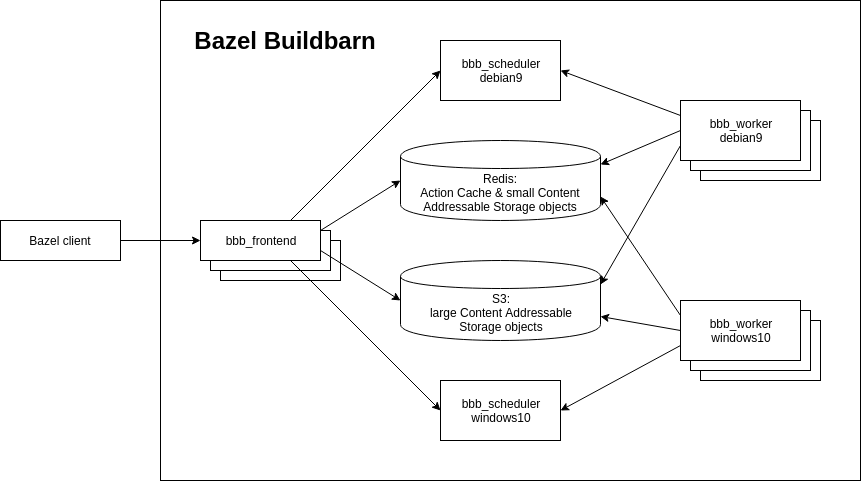 Bazel Buildbarn
bbb_scheduler
debian9
bbb_worker
debian9
Redis:
Action Cache & small Content
Addressable Storage objects
Bazel client
bbb_frontend
S3:
large Content Addressable
Storage objects
bbb_worker
windows10
bbb_scheduler
windows10